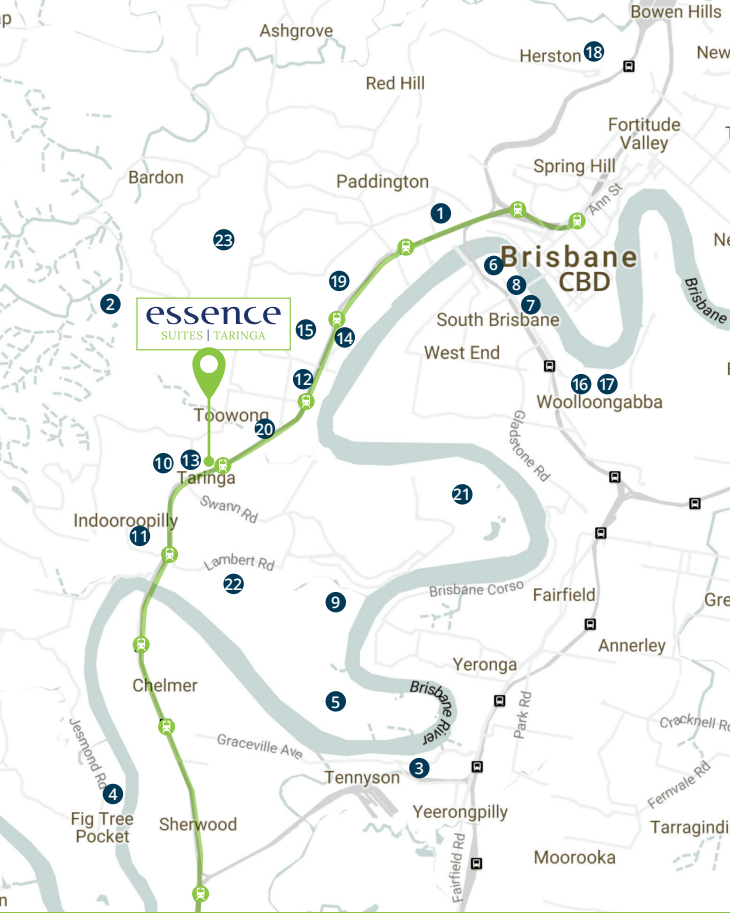 Bowen Hills
Ashgrove
Herston
18
New
Red Hill
Fortitude
Valley
Spring Hill
Bardon
Paddington
Ann St
1
23
6
Brisbane
CBD
19
8
7
2
Brisbane
essence
SUITES | TARINGA
15
14
South Brisbane
West End
12
16
17
Woolloongabba
Toowong
20
Gladstone Rd
10
13
Taringa
21
Swann Rd
Indooroopilly
11
Lambert Rd
22
Brisbane Corso
9
Fairfield
Gre
Annerley
Yeronga
Chelmer
5
Brisbane River
Park Rd
Cracknell R
Jesmond Rd
Graceville Ave
3
Tennyson
4
Fernvale Rd
Fig Tree
Pocket
Sherwood
Yeerongpilly
Tarragindi
Fairfield Rd
Moorooka